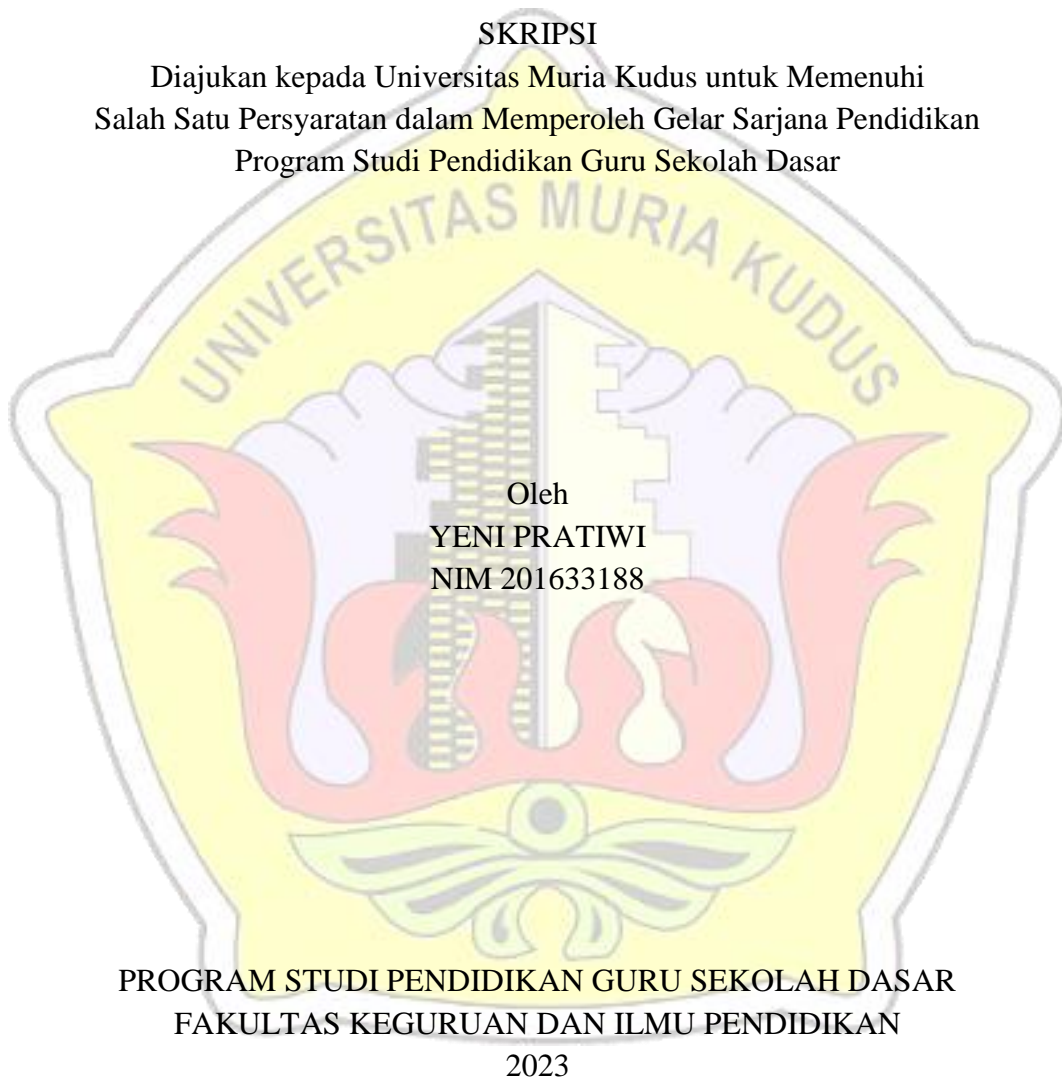 SKRIPSI
Diajukan kepada Universitas Muria Kudus untuk Memenuhi
Salah Satu Persyaratan dalam Memperoleh Gelar Sarjana Pendidikan
Program Studi Pendidikan Guru Sekolah Dasar
UNIVERSITAS MURIA KUDUS
Oleh
YENI PRATIWI
NIM 201633188
PROGRAM STUDI PENDIDIKAN GURU SEKOLAH DASAR
FAKULTAS KEGURUAN DAN ILMU PENDIDIKAN
2023